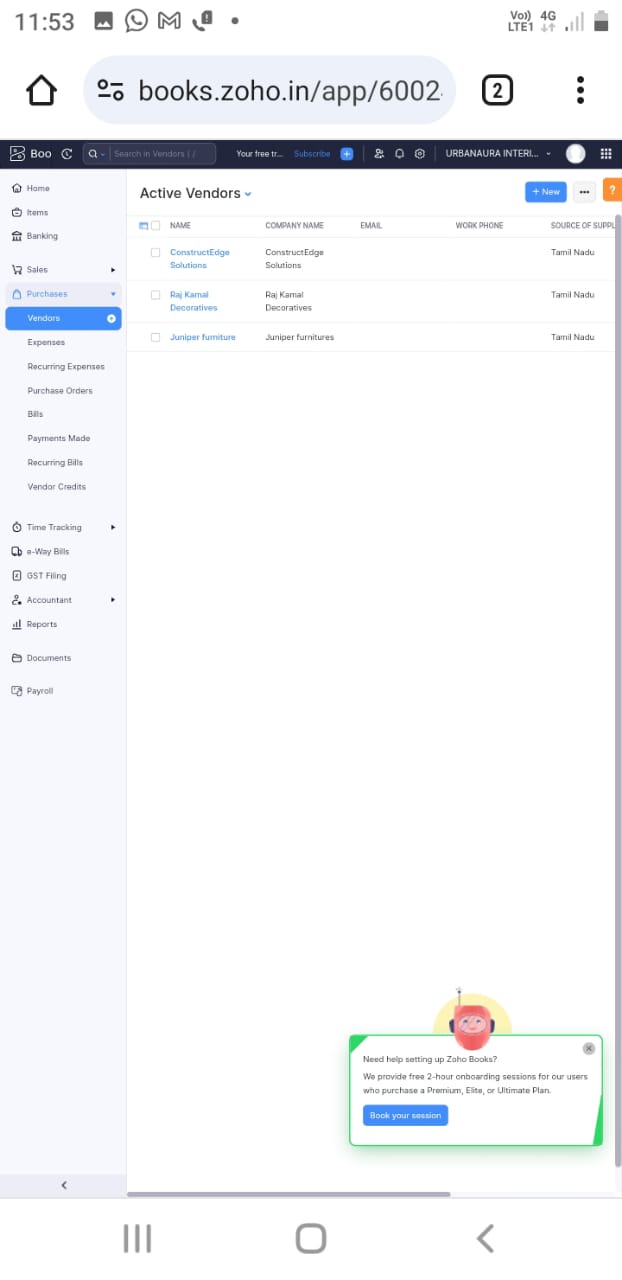 11:53
Vo)) 4G
LTE1
books.zoho.in/app/6002
2
Boo
Search in Vendors ( /
Your free tr...
Subscribe
URBANAURA INTERI...
Home
Items
Banking
Sales
Purchases
Vendors
Expenses
Recurring Expenses
Purchase Orders
Bills
Payments Made
Recurring Bills
Vendor Credits
Time Tracking
e-Way Bills
GST Filing
Accountant
Reports
Documents
Payroll
Active Vendors
+ New
?
NAME COMPANY NAME EMAIL WORK PHONE SOURCE OF SUPPL
ConstructEdge ConstructEdge Tamil Nadu
Solutions Solutions
Raj Kamal Raj Kamal Tamil Nadu
Decoratives Decoratives
Juniper furniture Juniper furnitures Tamil Nadu
Need help setting up Zoho Books?
We provide free 2-hour onboarding sessions for our users
who purchase a Premium, Elite, or Ultimate Plan.
Book your session